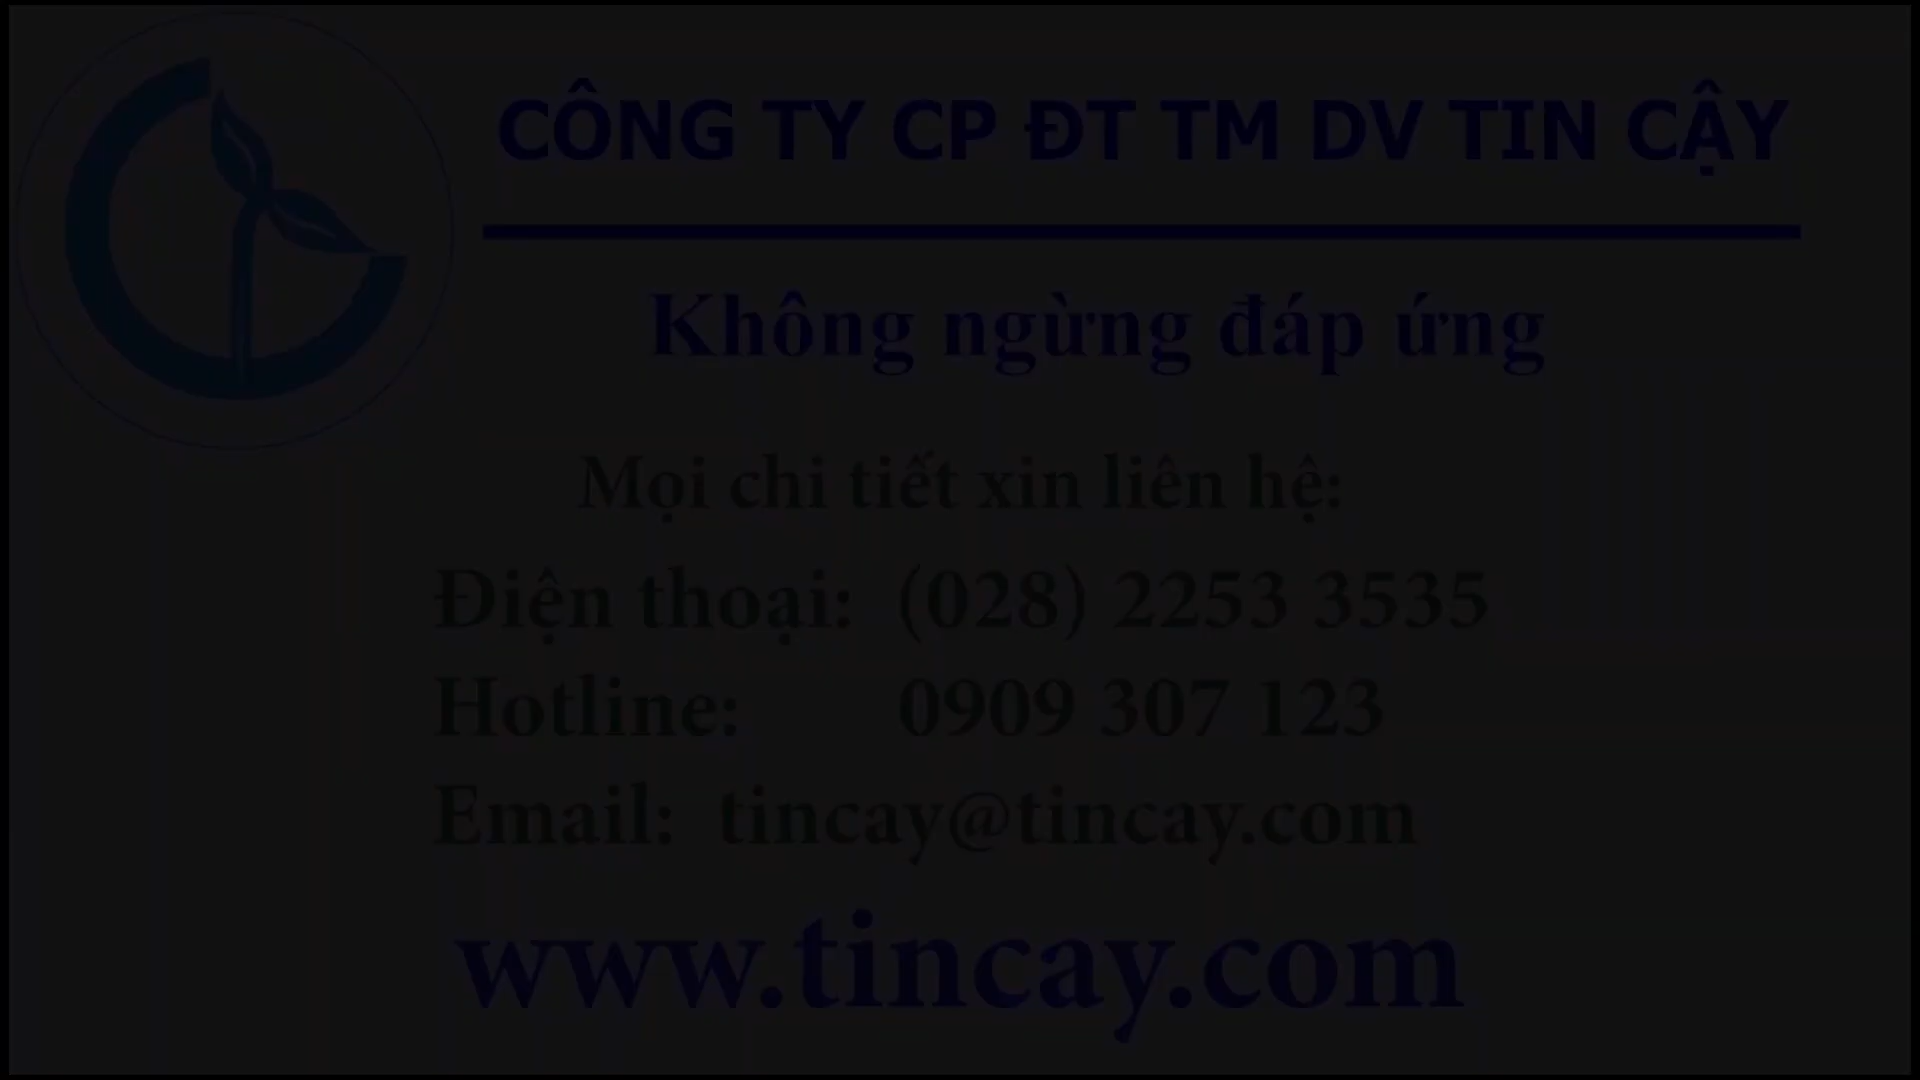 CÔNG TY CP ĐT TM DV TIN CẬY
Không ngừng đáp ứng
Mọi chi tiết xin liên hệ:
Điện thoại: (028) 2253 3535
Hotline: 0909 307 123
Email: tincay@tincay.com
www.tincay.com